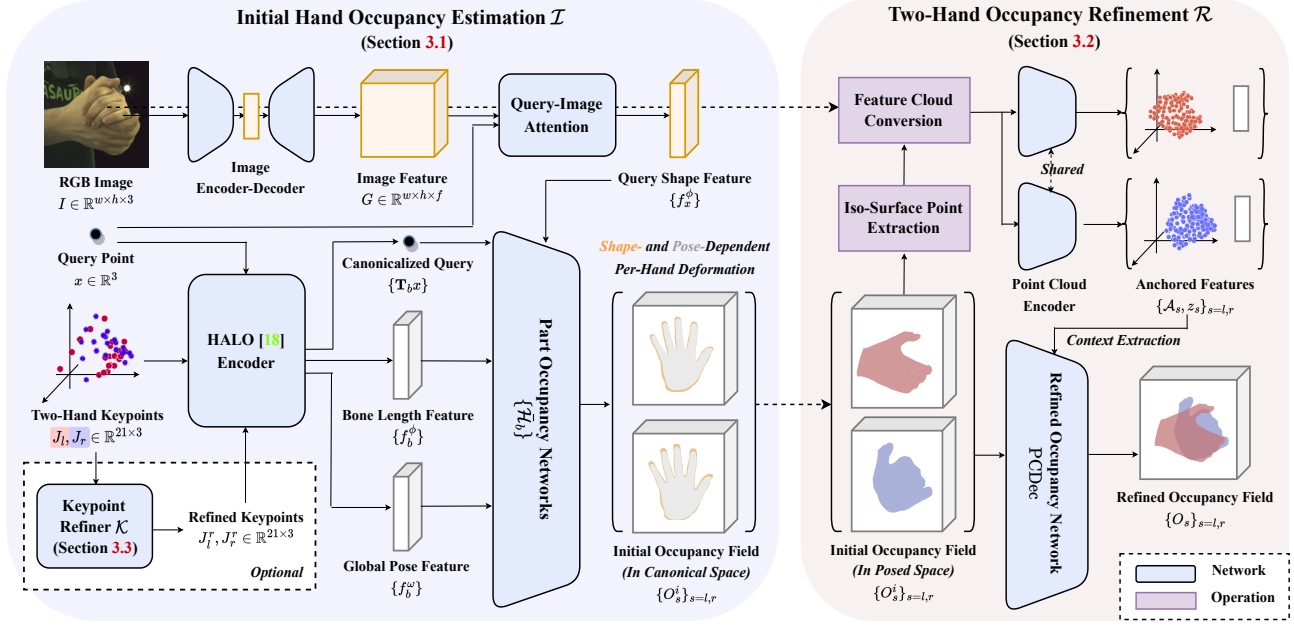 Initial Hand Occupancy Estimation ℐ
(Section 3.1)
ASAUR
RGB Image
I ∈ ℝ^{w×h×3}
Image
Encoder-Decoder
Image Feature
G ∈ ℝ^{w×h×f}
Query-Image
Attention
Query Shape Feature
{f_x^ϕ}
Query Point
x ∈ ℝ^3
Canonicalized Query
{T_b x}
HALO [18]
Encoder
Two-Hand Keypoints
J_l, J_r ∈ ℝ^{21×3}
Bone Length Feature
{f_b^ϕ}
Keypoint
Refiner 𝒦
(Section 3.3)
Refined Keypoints
J_l^r, J_r^r ∈ ℝ^{21×3}
Optional
Global Pose Feature
{f_b^ω}
Part Occupancy Networks
{ℋ̄_b}
Shape- and Pose-Dependent
Per-Hand Deformation
Initial Occupancy Field
(In Canonical Space)
{O_s^i}_{s=l,r}
Two-Hand Occupancy Refinement ℛ
(Section 3.2)
Feature Cloud
Conversion
Iso-Surface Point
Extraction
Shared
Point Cloud
Encoder
Anchored Features
{𝒜_s, z_s}_{s=l,r}
Context Extraction
Initial Occupancy Field
(In Posed Space)
{O_s^i}_{s=l,r}
Refined Occupancy Network
PCDec
Refined Occupancy Field
{O_s}_{s=l,r}
Network
Operation